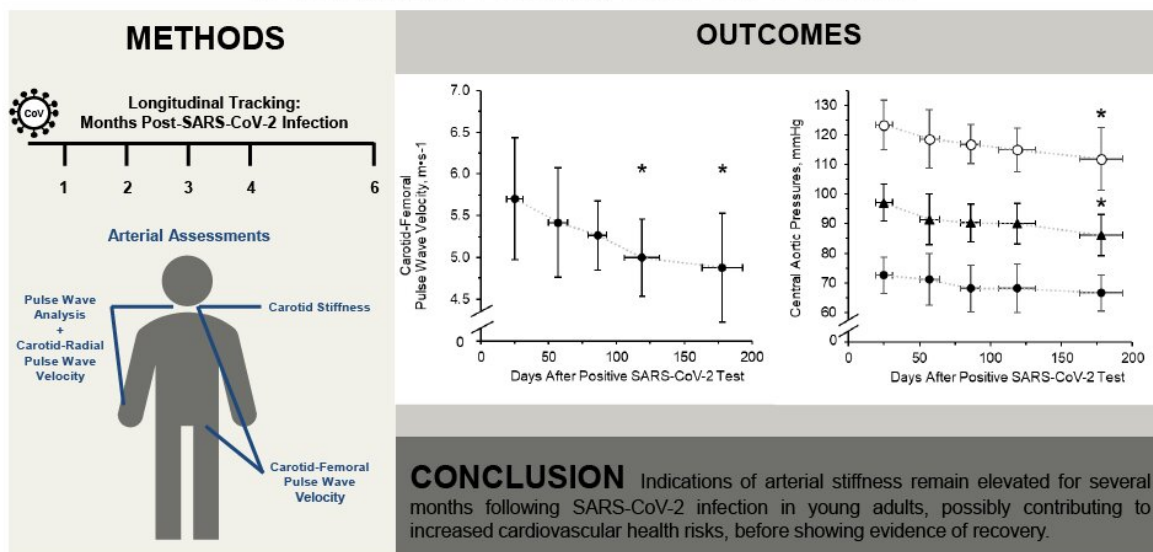 METHODS
CoV
Longitudinal Tracking:
Months Post-SARS-CoV-2 Infection
1 2 3 4 6
Arterial Assessments
Pulse Wave
Analysis
+
Carotid-Radial
Pulse Wave
Velocity
Carotid Stiffness
Carotid-Femoral
Pulse Wave
Velocity
OUTCOMES
Carotid-Femoral
Pulse Wave Velocity, m•s-1
7.0
6.5
6.0
5.5
5.0
4.5
0
* *
0 50 100 150 200
Days After Positive SARS-CoV-2 Test
Central Aortic Pressures, mmHg
130
120
110
100
90
80
70
60
0
*
*
0 50 100 150 200
Days After Positive SARS-CoV-2 Test
CONCLUSION Indications of arterial stiffness remain elevated for several
months following SARS-CoV-2 infection in young adults, possibly contributing to
increased cardiovascular health risks, before showing evidence of recovery.